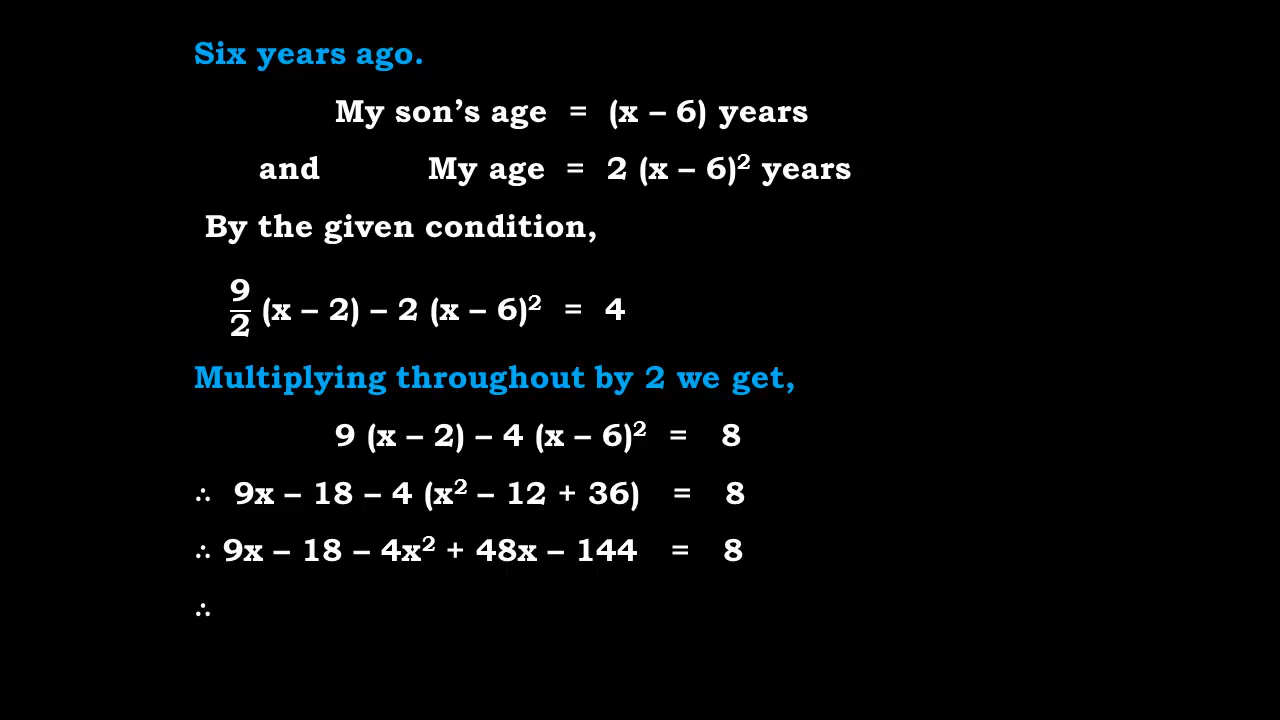 Six years ago.
My son’s age = (x – 6) years
and My age = 2 (x – 6)² years
By the given condition,
9/2 (x – 2) – 2 (x – 6)² = 4
Multiplying throughout by 2 we get,
9 (x – 2) – 4 (x – 6)² = 8
∴ 9x – 18 – 4 (x² – 12 + 36) = 8
∴ 9x – 18 – 4x² + 48x – 144 = 8
∴